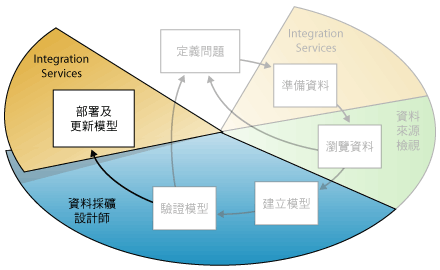 Integration
Services
部署及
更新模型
定義問題
Integration
Services
準備資料
瀏覽資料
資料
來源
檢視
建立模型
驗證模型
資料採礦
設計師